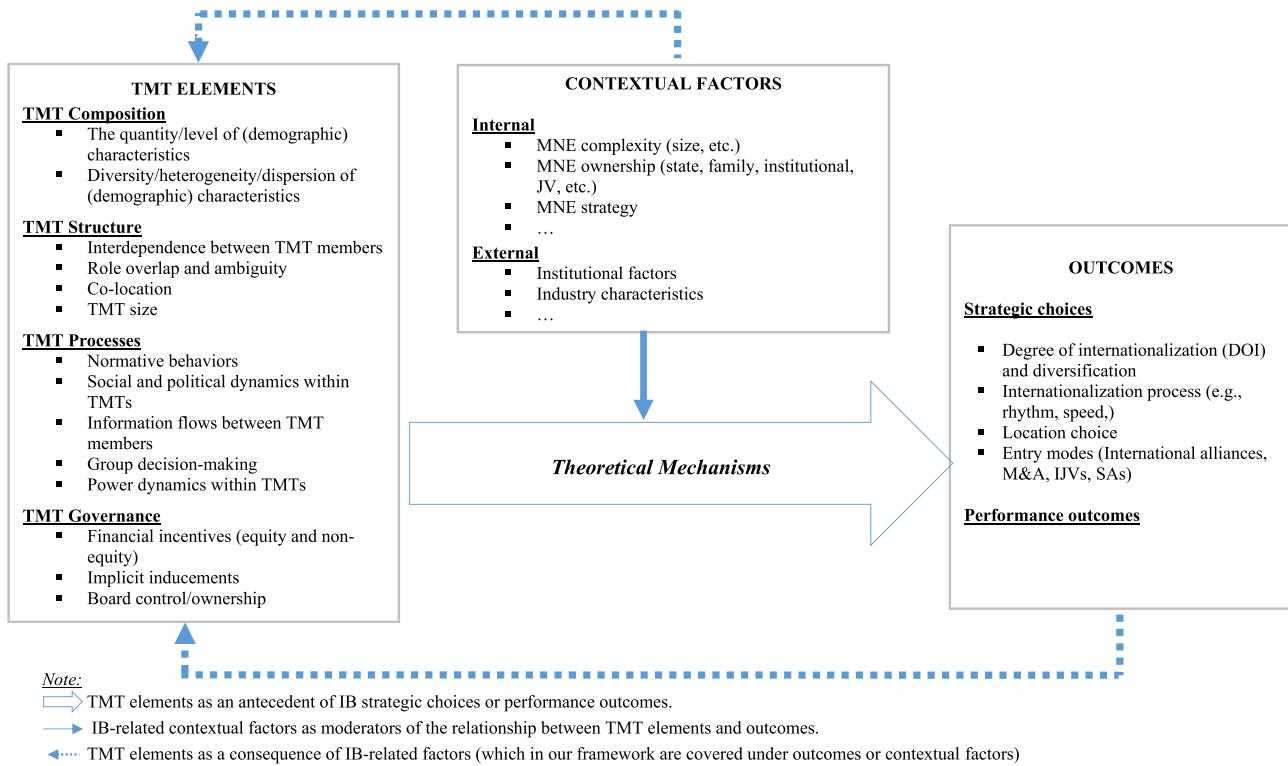 TMT ELEMENTS
TMT Composition
▪ The quantity/level of (demographic)
characteristics
▪ Diversity/heterogeneity/dispersion of
(demographic) characteristics
TMT Structure
▪ Interdependence between TMT members
▪ Role overlap and ambiguity
▪ Co-location
▪ TMT size
TMT Processes
▪ Normative behaviors
▪ Social and political dynamics within
TMTs
▪ Information flows between TMT
members
▪ Group decision-making
▪ Power dynamics within TMTs
TMT Governance
▪ Financial incentives (equity and non-
equity)
▪ Implicit inducements
▪ Board control/ownership
CONTEXTUAL FACTORS
Internal
▪ MNE complexity (size, etc.)
▪ MNE ownership (state, family, institutional,
JV, etc.)
▪ MNE strategy
▪ …
External
▪ Institutional factors
▪ Industry characteristics
▪ …
Theoretical Mechanisms
OUTCOMES
Strategic choices
▪ Degree of internationalization (DOI)
and diversification
▪ Internationalization process (e.g.,
rhythm, speed,)
▪ Location choice
▪ Entry modes (International alliances,
M&A, IJVs, SAs)
Performance outcomes
Note:
TMT elements as an antecedent of IB strategic choices or performance outcomes.
IB-related contextual factors as moderators of the relationship between TMT elements and outcomes.
TMT elements as a consequence of IB-related factors (which in our framework are covered under outcomes or contextual factors)